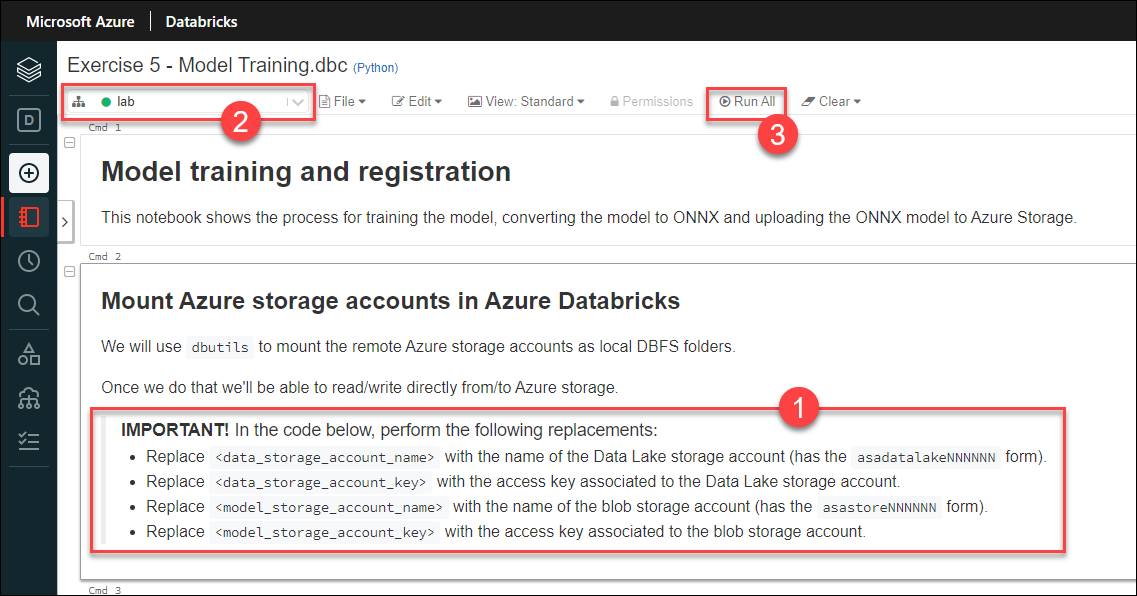 Microsoft Azure | Databricks
Exercise 5 - Model Training.dbc (Python)
lab File Edit View: Standard Permissions Run All Clear
2
3
Cmd 1
D
Model training and registration
This notebook shows the process for training the model, converting the model to ONNX and uploading the ONNX model to Azure Storage.
Cmd 2
Mount Azure storage accounts in Azure Databricks
We will use dbutils to mount the remote Azure storage accounts as local DBFS folders.
Once we do that we'll be able to read/write directly from/to Azure storage.
1
IMPORTANT! In the code below, perform the following replacements:
• Replace <data_storage_account_name> with the name of the Data Lake storage account (has the asadatalakeNNNNNN form).
• Replace <data_storage_account_key> with the access key associated to the Data Lake storage account.
• Replace <model_storage_account_name> with the name of the blob storage account (has the asastoreNNNNNN form).
• Replace <model_storage_account_key> with the access key associated to the blob storage account.
Cmd 3